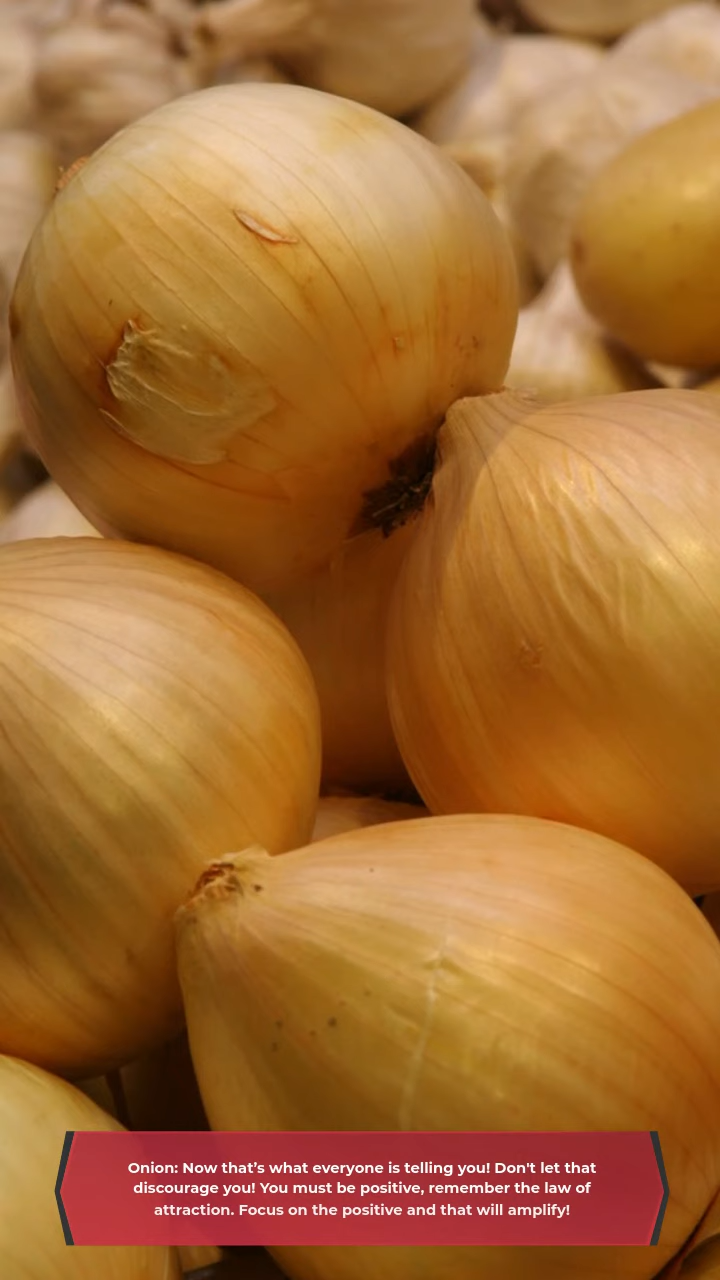 Onion: Now that’s what everyone is telling you! Don't let that
discourage you! You must be positive, remember the law of
attraction. Focus on the positive and that will amplify!